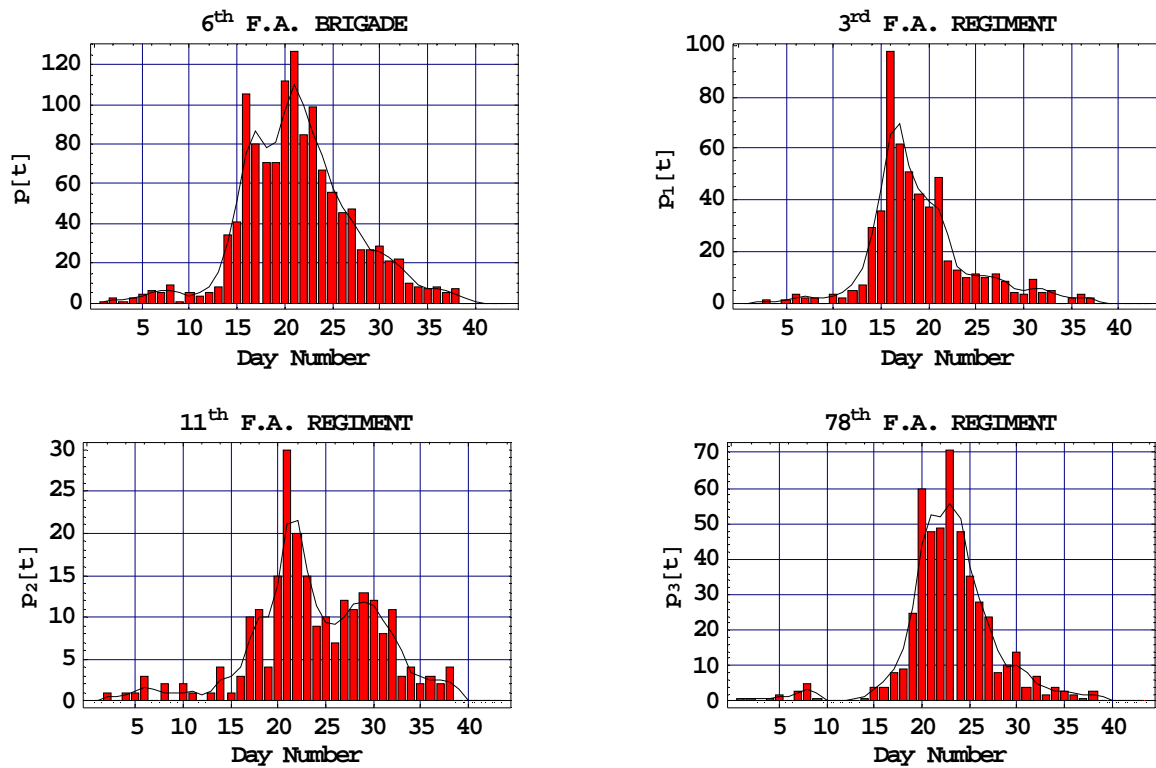 6th F.A. BRIGADE
120
100
80
60
40
20
0
p[t]
5 10 15 20 25 30 35 40
Day Number
3rd F.A. REGIMENT
100
80
60
40
20
0
p1[t]
5 10 15 20 25 30 35 40
Day Number
11th F.A. REGIMENT
30
25
20
15
10
5
0
p2[t]
5 10 15 20 25 30 35 40
Day Number
78th F.A. REGIMENT
70
60
50
40
30
20
10
0
p3[t]
5 10 15 20 25 30 35 40
Day Number